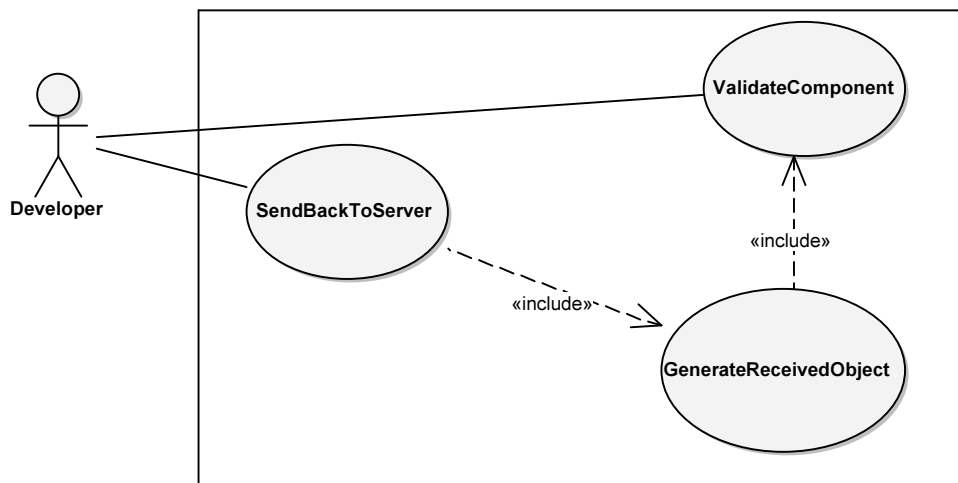 ValidateComponent
Developer
SendBackToServer
«include»
«include»
GenerateReceivedObject